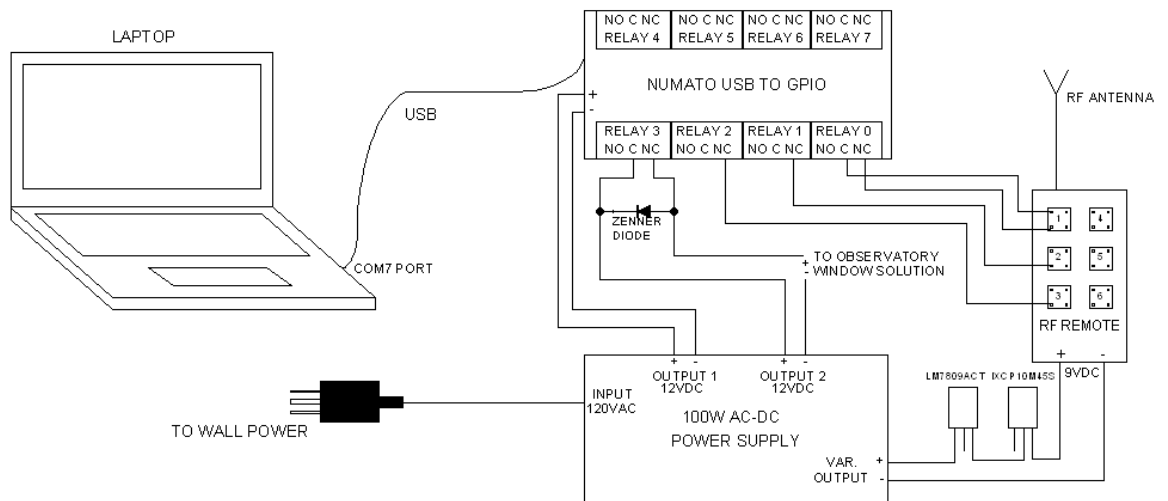 LAPTOP
NO C NC NO C NC NO C NC NO C NC
RELAY 4 RELAY 5 RELAY 6 RELAY 7
NUMATO USB TO GPIO
+
-
RELAY 3 RELAY 2 RELAY 1 RELAY 0
NO C NC NO C NC NO C NC NO C NC
USB
RF ANTENNA
ZENNER
DIODE
COM7 PORT
TO OBSERVATORY
WINDOW SOLUTION
+
-
1 4
2 5
3 6
RF REMOTE
+ -
9VDC
LM7809ACT IXCP10M45S
+ - + -
OUTPUT 1 OUTPUT 2
12VDC 12VDC
INPUT
120VAC
100W AC-DC
POWER SUPPLY
TO WALL POWER
VAR.
OUTPUT
+
-